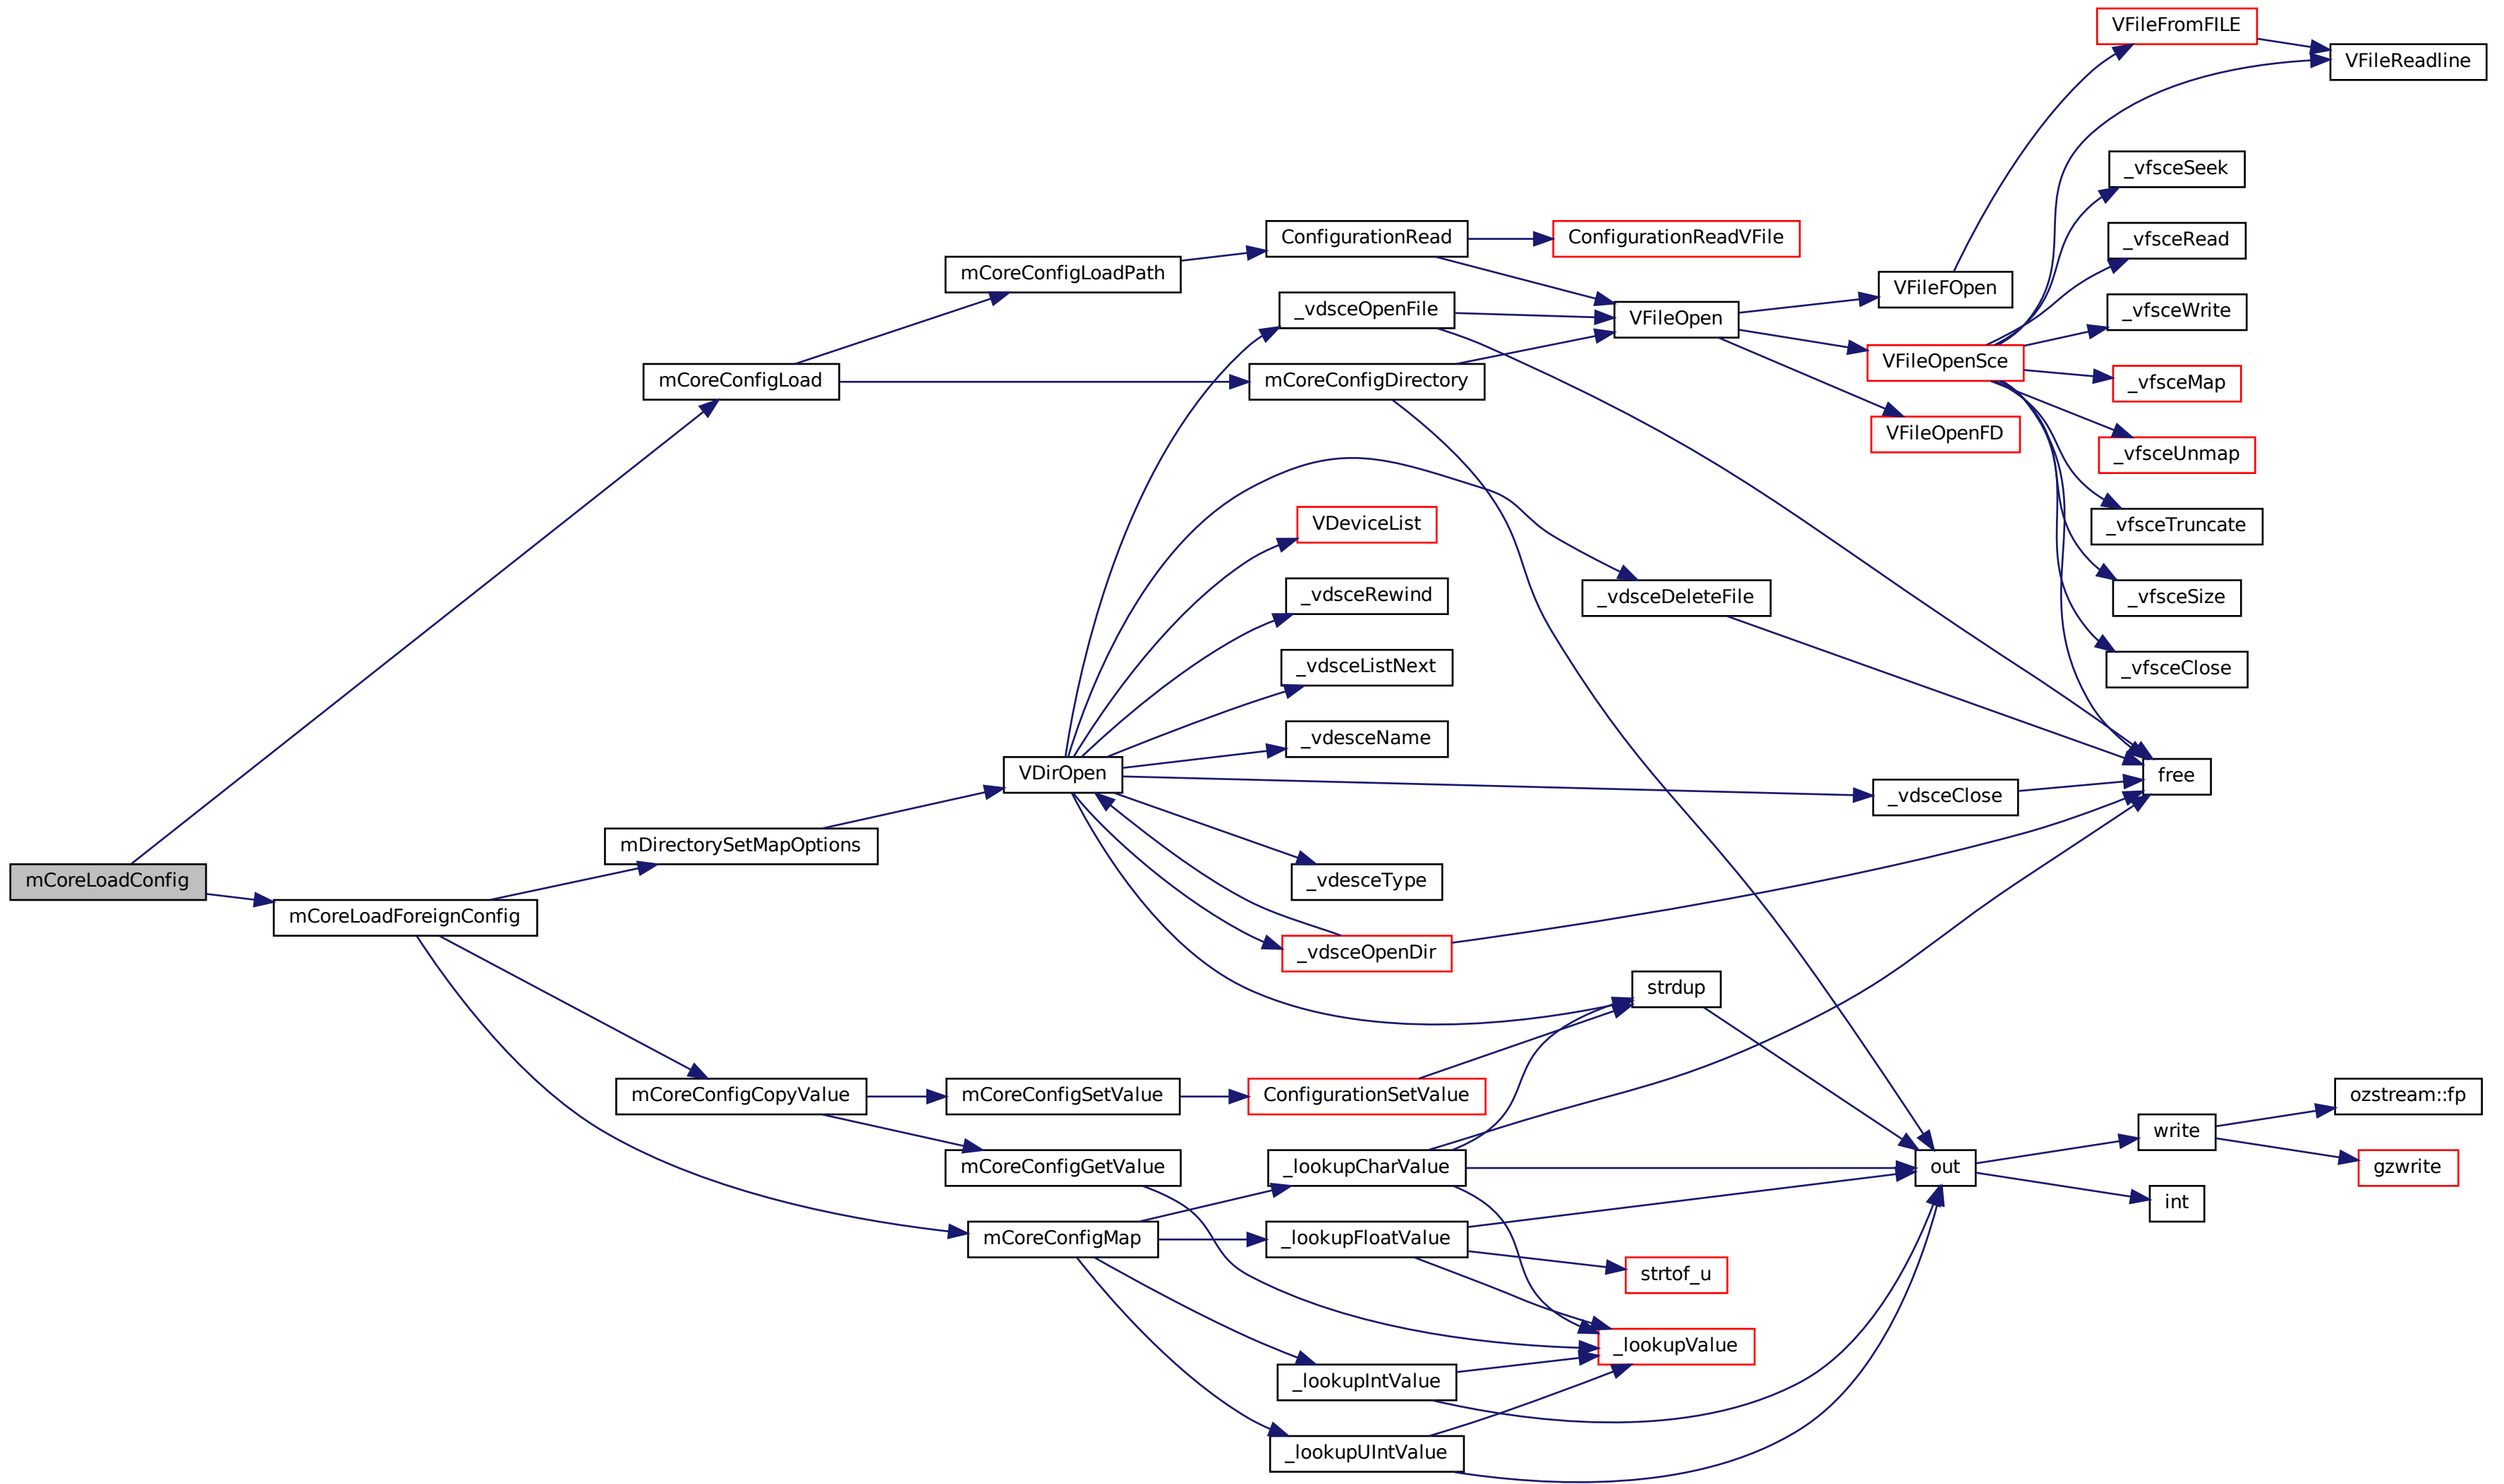 mCoreLoadConfig
mCoreConfigLoad
mCoreLoadForeignConfig
mCoreConfigLoadPath
mCoreConfigDirectory
ConfigurationRead
ConfigurationReadVFile
VFileOpen
VFileFOpen
VFileOpenSce
VFileOpenFD
VFileFromFILE
VFileReadline
_vfsceSeek
_vfsceRead
_vfsceWrite
_vfsceMap
_vfsceUnmap
_vfsceTruncate
_vfsceSize
_vfsceClose
free
mDirectorySetMapOptions
VDirOpen
_vdsceOpenFile
VDeviceList
_vdsceRewind
_vdsceListNext
_vdesceName
_vdsceDeleteFile
_vdsceClose
_vdesceType
_vdsceOpenDir
strdup
mCoreConfigCopyValue
mCoreConfigSetValue
ConfigurationSetValue
mCoreConfigGetValue
mCoreConfigMap
_lookupCharValue
_lookupFloatValue
_lookupIntValue
_lookupUIntValue
strtof_u
_lookupValue
out
write
int
ozstream::fp
gzwrite